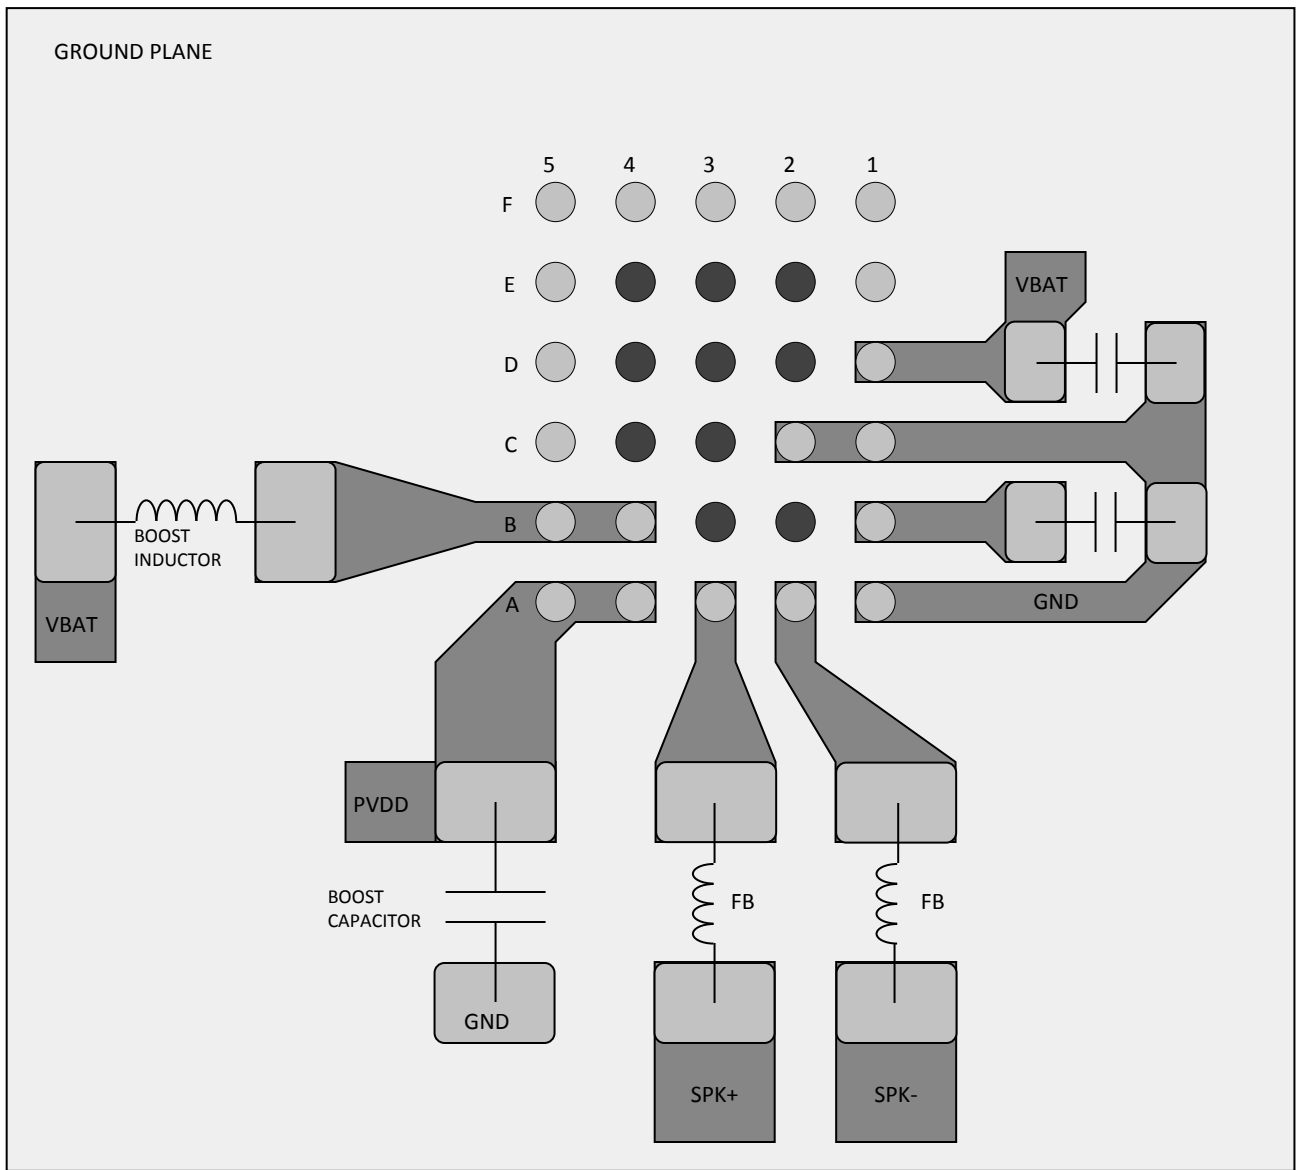 GROUND PLANE
5 4 3 2 1
F
E
VBAT
D
C
B
BOOST
INDUCTOR
A
GND
VBAT
PVDD
BOOST
CAPACITOR
FB
FB
GND
SPK+
SPK-